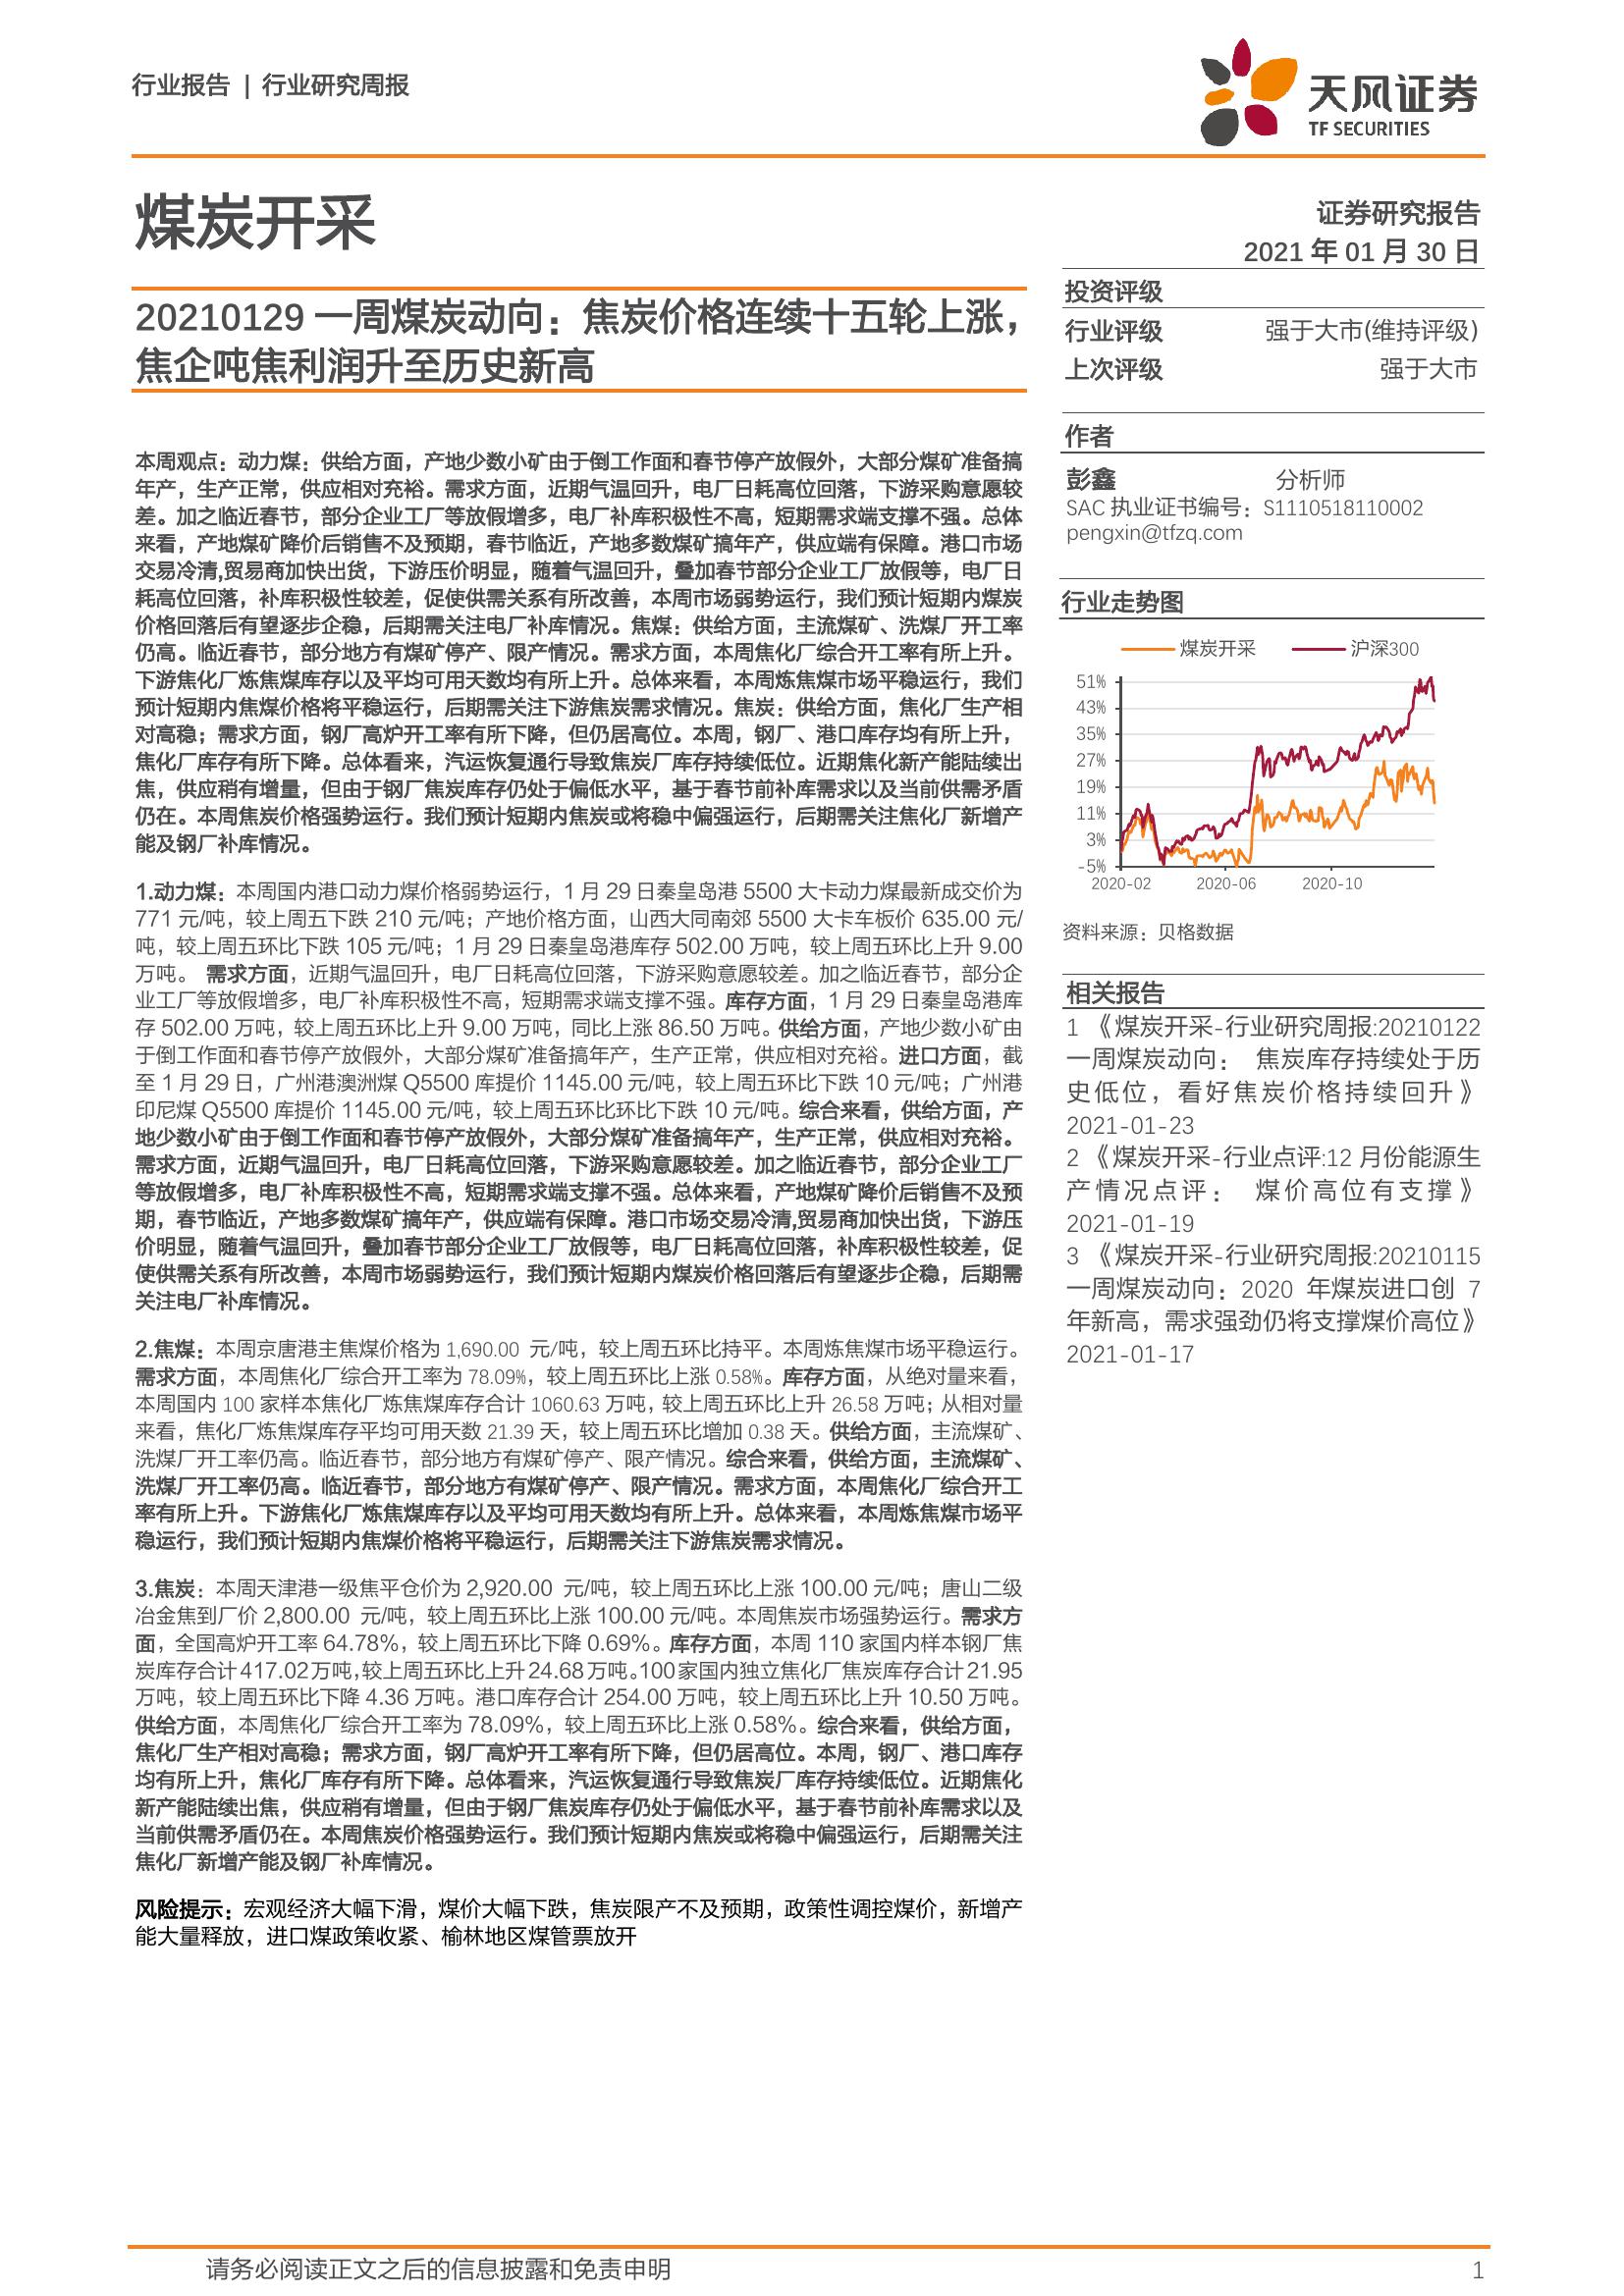 行业报告 | 行业研究周报
天风证券
TF SECURITIES
煤炭开采
证券研究报告
2021 年 01 月 30 日
20210129 一周煤炭动向：焦炭价格连续十五轮上涨，
焦企吨焦利润升至历史新高
本周观点：动力煤：供给方面，产地少数小矿由于倒工作面和春节停产放假外，大部分煤矿准备搞
年产，生产正常，供应相对充裕。需求方面，近期气温回升，电厂日耗高位回落，下游采购意愿较
差。加之临近春节，部分企业工厂等放假增多，电厂补库积极性不高，短期需求端支撑不强。总体
来看，产地煤矿降价后销售不及预期，春节临近，产地多数煤矿搞年产，供应端有保障。港口市场
交易冷清,贸易商加快出货，下游压价明显，随着气温回升，叠加春节部分企业工厂放假等，电厂日
耗高位回落，补库积极性较差，促使供需关系有所改善，本周市场弱势运行，我们预计短期内煤炭
价格回落后有望逐步企稳，后期需关注电厂补库情况。焦煤：供给方面，主流煤矿、洗煤厂开工率
仍高。临近春节，部分地方有煤矿停产、限产情况。需求方面，本周焦化厂综合开工率有所上升。
下游焦化厂炼焦煤库存以及平均可用天数均有所上升。总体来看，本周炼焦煤市场平稳运行，我们
预计短期内焦煤价格将平稳运行，后期需关注下游焦炭需求情况。焦炭：供给方面，焦化厂生产相
对高稳；需求方面，钢厂高炉开工率有所下降，但仍居高位。本周，钢厂、港口库存均有所上升，
焦化厂库存有所下降。总体看来，汽运恢复通行导致焦炭厂库存持续低位。近期焦化新产能陆续出
焦，供应稍有增量，但由于钢厂焦炭库存仍处于偏低水平，基于春节前补库需求以及当前供需矛盾
仍在。本周焦炭价格强势运行。我们预计短期内焦炭或将稳中偏强运行，后期需关注焦化厂新增产
能及钢厂补库情况。
1.动力煤：本周国内港口动力煤价格弱势运行，1 月 29 日秦皇岛港 5500 大卡动力煤最新成交价为
771 元/吨，较上周五下跌 210 元/吨；产地价格方面，山西大同南郊 5500 大卡车板价 635.00 元/
吨，较上周五环比下跌 105 元/吨；1 月 29 日秦皇岛港库存 502.00 万吨，较上周五环比上升 9.00
万吨。 需求方面，近期气温回升，电厂日耗高位回落，下游采购意愿较差。加之临近春节，部分企
业工厂等放假增多，电厂补库积极性不高，短期需求端支撑不强。库存方面，1 月 29 日秦皇岛港库
存 502.00 万吨，较上周五环比上升 9.00 万吨，同比上涨 86.50 万吨。供给方面，产地少数小矿由
于倒工作面和春节停产放假外，大部分煤矿准备搞年产，生产正常，供应相对充裕。进口方面，截
至 1 月 29 日，广州港澳洲煤 Q5500 库提价 1145.00 元/吨，较上周五环比下跌 10 元/吨；广州港
印尼煤 Q5500 库提价 1145.00 元/吨，较上周五环比环比下跌 10 元/吨。综合来看，供给方面，产
地少数小矿由于倒工作面和春节停产放假外，大部分煤矿准备搞年产，生产正常，供应相对充裕。
需求方面，近期气温回升，电厂日耗高位回落，下游采购意愿较差。加之临近春节，部分企业工厂
等放假增多，电厂补库积极性不高，短期需求端支撑不强。总体来看，产地煤矿降价后销售不及预
期，春节临近，产地多数煤矿搞年产，供应端有保障。港口市场交易冷清,贸易商加快出货，下游压
价明显，随着气温回升，叠加春节部分企业工厂放假等，电厂日耗高位回落，补库积极性较差，促
使供需关系有所改善，本周市场弱势运行，我们预计短期内煤炭价格回落后有望逐步企稳，后期需
关注电厂补库情况。
2.焦煤：本周京唐港主焦煤价格为 1,690.00 元/吨，较上周五环比持平。本周炼焦煤市场平稳运行。
需求方面，本周焦化厂综合开工率为 78.09%，较上周五环比上涨 0.58%。库存方面，从绝对量来看，
本周国内 100 家样本焦化厂炼焦煤库存合计 1060.63 万吨，较上周五环比上升 26.58 万吨；从相对量
来看，焦化厂炼焦煤库存平均可用天数 21.39 天，较上周五环比增加 0.38 天。供给方面，主流煤矿、
洗煤厂开工率仍高。临近春节，部分地方有煤矿停产、限产情况。综合来看，供给方面，主流煤矿、
洗煤厂开工率仍高。临近春节，部分地方有煤矿停产、限产情况。需求方面，本周焦化厂综合开工
率有所上升。下游焦化厂炼焦煤库存以及平均可用天数均有所上升。总体来看，本周炼焦煤市场平
稳运行，我们预计短期内焦煤价格将平稳运行，后期需关注下游焦炭需求情况。
3.焦炭：本周天津港一级焦平仓价为 2,920.00 元/吨，较上周五环比上涨 100.00 元/吨；唐山二级
冶金焦到厂价 2,800.00 元/吨，较上周五环比上涨 100.00 元/吨。本周焦炭市场强势运行。需求方
面，全国高炉开工率 64.78%，较上周五环比下降 0.69%。库存方面，本周 110 家国内样本钢厂焦
炭库存合计 417.02 万吨，较上周五环比上升 24.68 万吨。100 家国内独立焦化厂焦炭库存合计 21.95
万吨，较上周五环比下降 4.36 万吨。港口库存合计 254.00 万吨，较上周五环比上升 10.50 万吨。
供给方面，本周焦化厂综合开工率为 78.09%，较上周五环比上涨 0.58%。综合来看，供给方面，
焦化厂生产相对高稳；需求方面，钢厂高炉开工率有所下降，但仍居高位。本周，钢厂、港口库存
均有所上升，焦化厂库存有所下降。总体看来，汽运恢复通行导致焦炭厂库存持续低位。近期焦化
新产能陆续出焦，供应稍有增量，但由于钢厂焦炭库存仍处于偏低水平，基于春节前补库需求以及
当前供需矛盾仍在。本周焦炭价格强势运行。我们预计短期内焦炭或将稳中偏强运行，后期需关注
焦化厂新增产能及钢厂补库情况。
风险提示：宏观经济大幅下滑，煤价大幅下跌，焦炭限产不及预期，政策性调控煤价，新增产
能大量释放，进口煤政策收紧、榆林地区煤管票放开
投资评级
行业评级 强于大市(维持评级)
上次评级 强于大市
作者
彭鑫 分析师
SAC 执业证书编号：S1110518110002
pengxin@tfzq.com
行业走势图
煤炭开采 沪深300
51%
43%
35%
27%
19%
11%
3%
-5%
2020-02 2020-06 2020-10
资料来源：贝格数据
相关报告
1 《煤炭开采-行业研究周报:20210122
一周煤炭动向： 焦炭库存持续处于历
史低位，看好焦炭价格持续回升》
2021-01-23
2 《煤炭开采-行业点评:12 月份能源生
产情况点评： 煤价高位有支撑》
2021-01-19
3 《煤炭开采-行业研究周报:20210115
一周煤炭动向：2020 年煤炭进口创 7
年新高，需求强劲仍将支撑煤价高位》
2021-01-17
请务必阅读正文之后的信息披露和免责申明 1